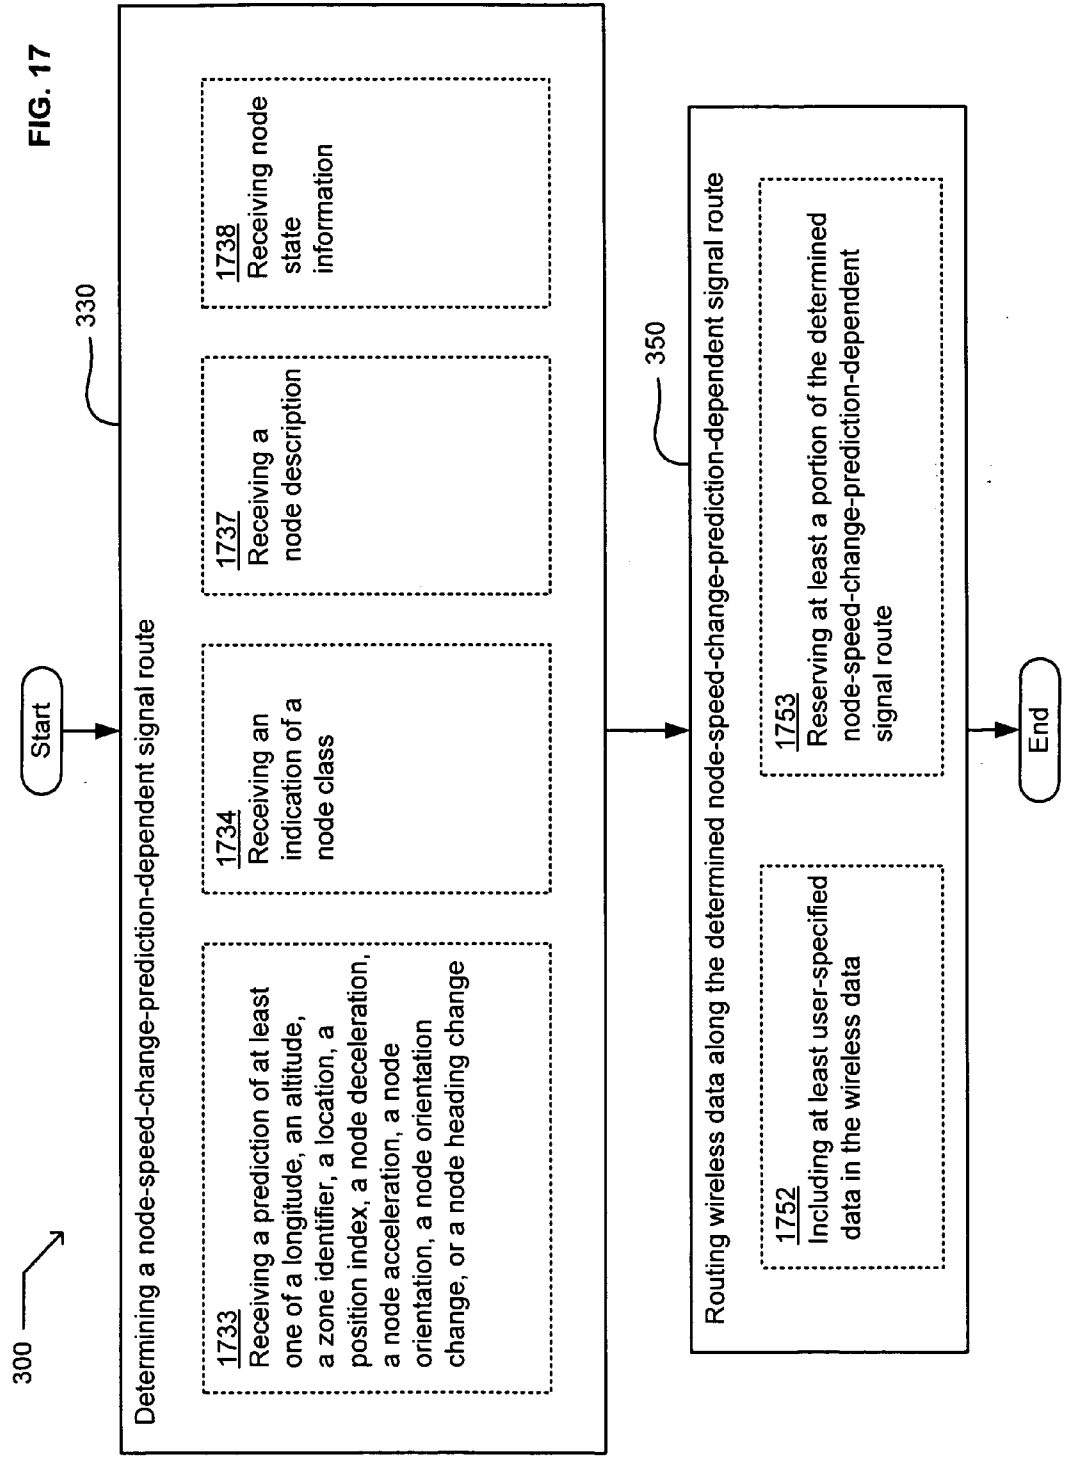 FIG. 17
300
Start
330
Determining a node-speed-change-prediction-dependent signal route
1733
Receiving a prediction of at least
one of a longitude, an altitude,
a zone identifier, a location, a
position index, a node deceleration,
a node acceleration, a node
orientation, a node orientation
change, or a node heading change
1734
Receiving an
indication of a
node class
1737
Receiving a
node description
1738
Receiving node
state
information
350
Routing wireless data along the determined node-speed-change-prediction-dependent signal route
1752
Including at least user-specified
data in the wireless data
1753
Reserving at least a portion of the determined
node-speed-change-prediction-dependent
signal route
End